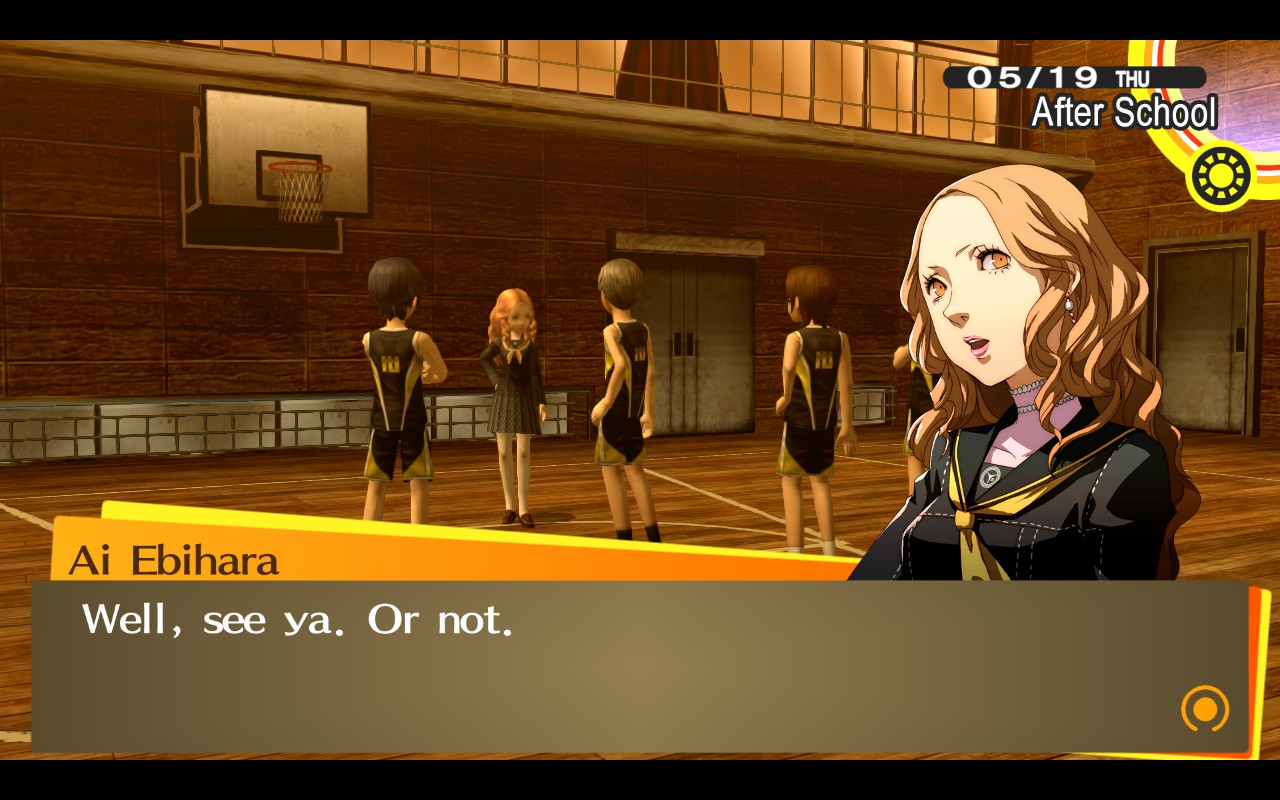 05/19 THU
After School
Ai Ebihara
Well, see ya. Or not.